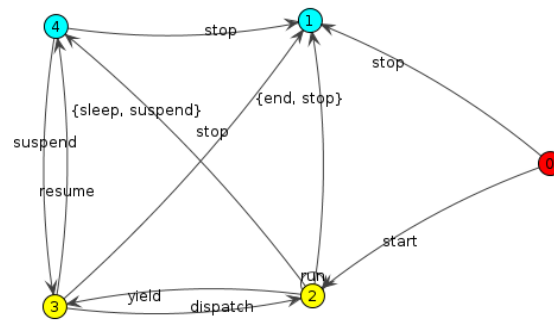 4
1
stop
stop
{end, stop}
{sleep, suspend}
stop
suspend
0
resume
start
run
yield
2
3
dispatch